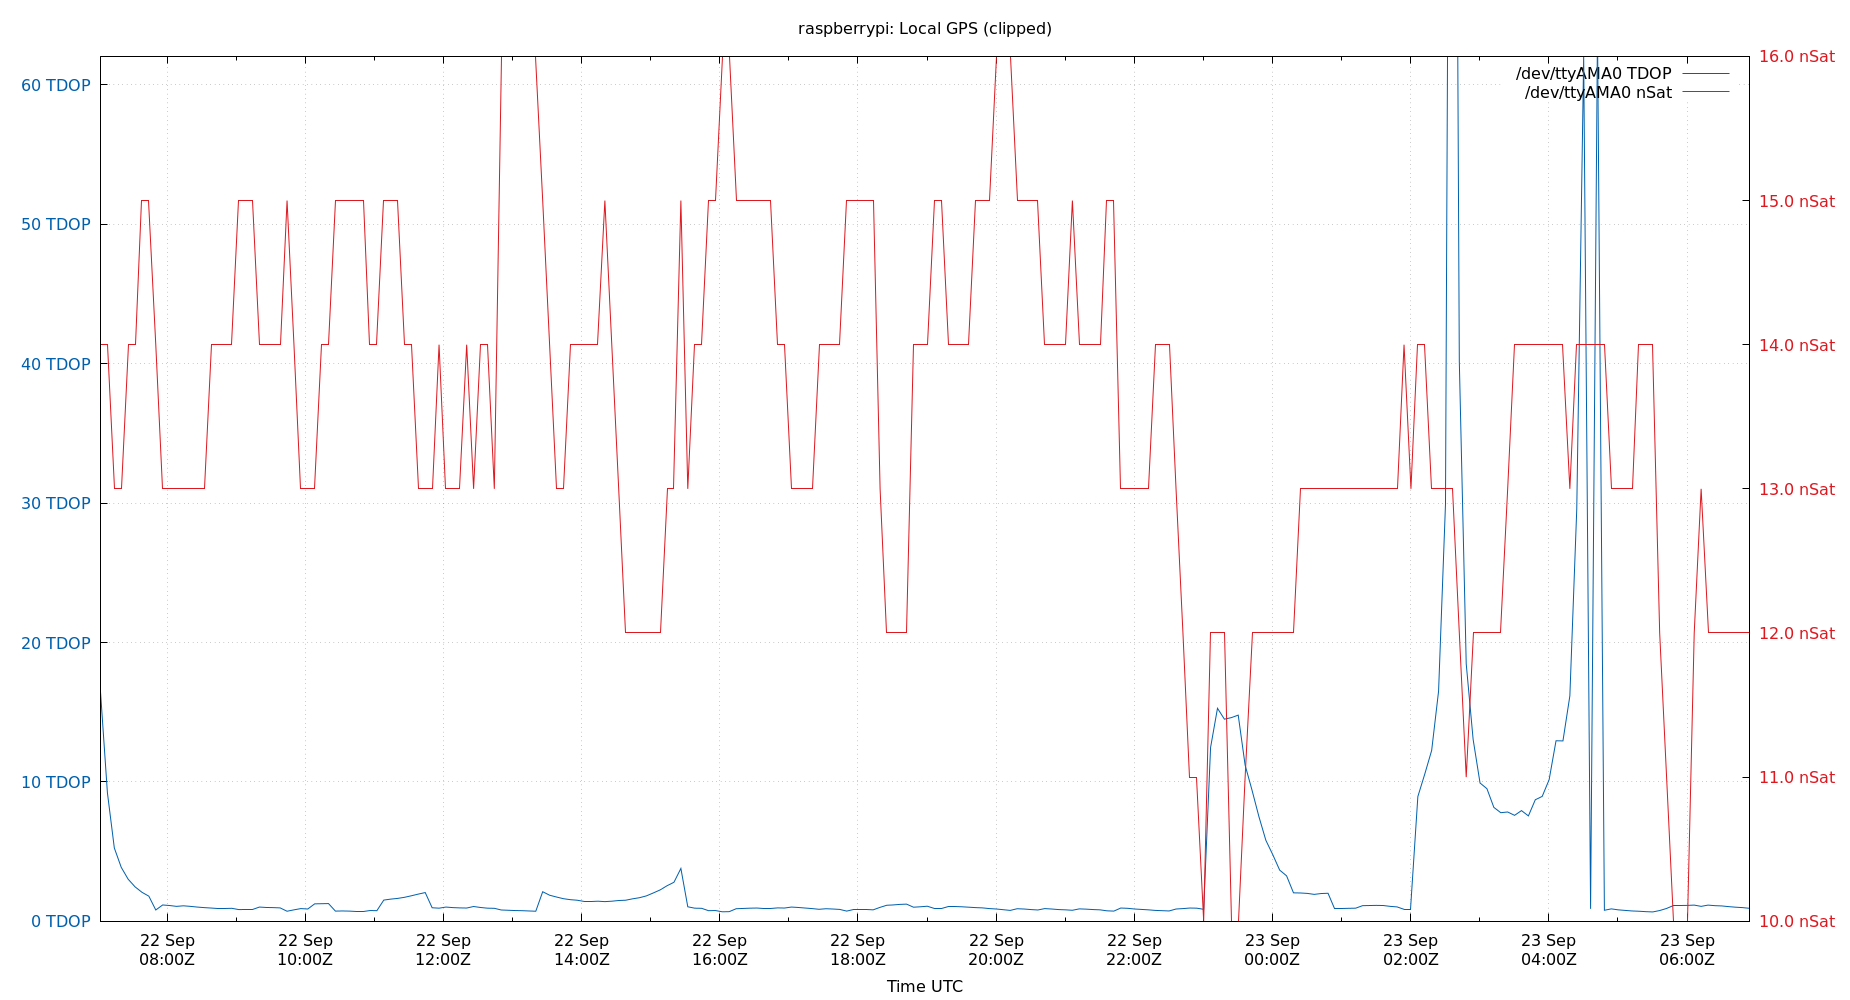 raspberrypi: Local GPS (clipped)
/dev/ttyAMA0 TDOP
/dev/ttyAMA0 nSat
60 TDOP
50 TDOP
40 TDOP
30 TDOP
20 TDOP
10 TDOP
0 TDOP
16.0 nSat
15.0 nSat
14.0 nSat
13.0 nSat
12.0 nSat
11.0 nSat
10.0 nSat
22 Sep 22 Sep 22 Sep 22 Sep 22 Sep 22 Sep 22 Sep 22 Sep 23 Sep 23 Sep 23 Sep 23 Sep
08:00Z 10:00Z 12:00Z 14:00Z 16:00Z 18:00Z 20:00Z 22:00Z 00:00Z 02:00Z 04:00Z 06:00Z
Time UTC